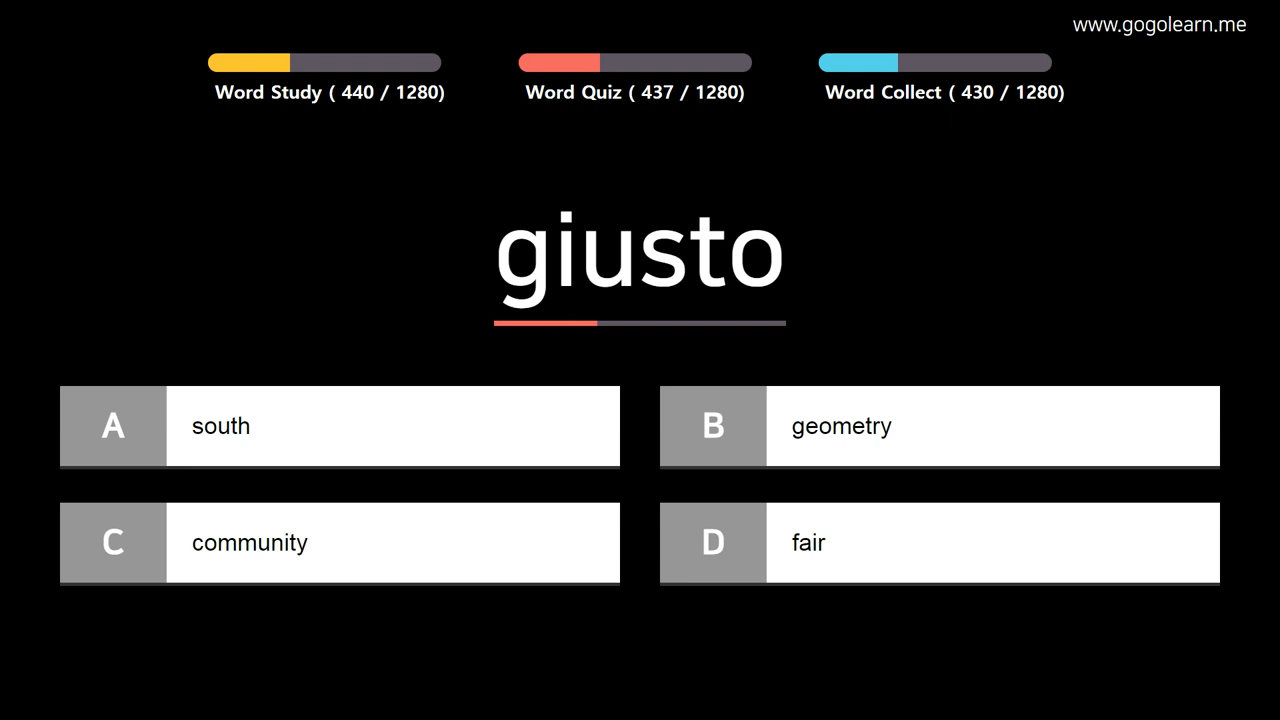 www.gogolearn.me
Word Study ( 440 / 1280)
Word Quiz ( 437 / 1280)
Word Collect ( 430 / 1280)
giusto
A south
B geometry
C community
D fair